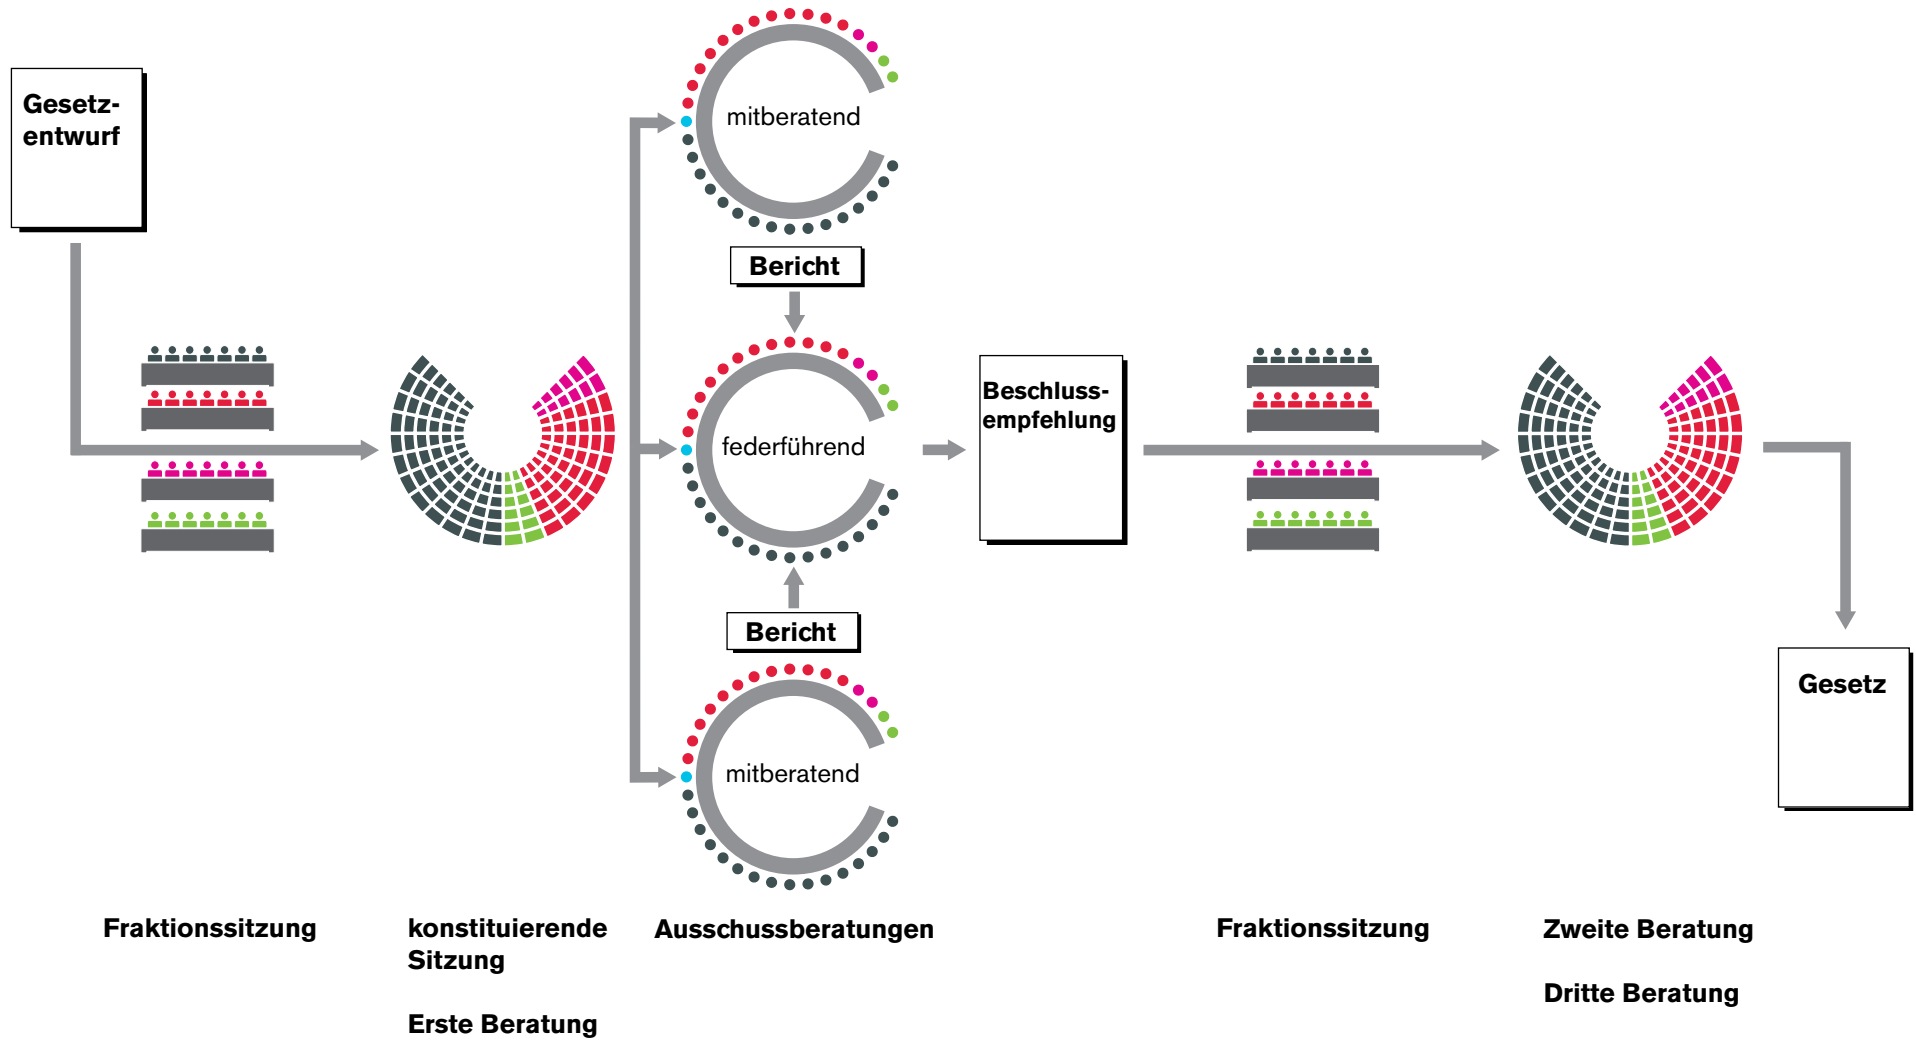 Gesetz-
entwurf
mitberatend
Bericht
federführend
Bericht
mitberatend
Beschluss-
empfehlung
Gesetz
Fraktionssitzung
konstituierende
Sitzung
Erste Beratung
Ausschussberatungen
Fraktionssitzung
Zweite Beratung
Dritte Beratung